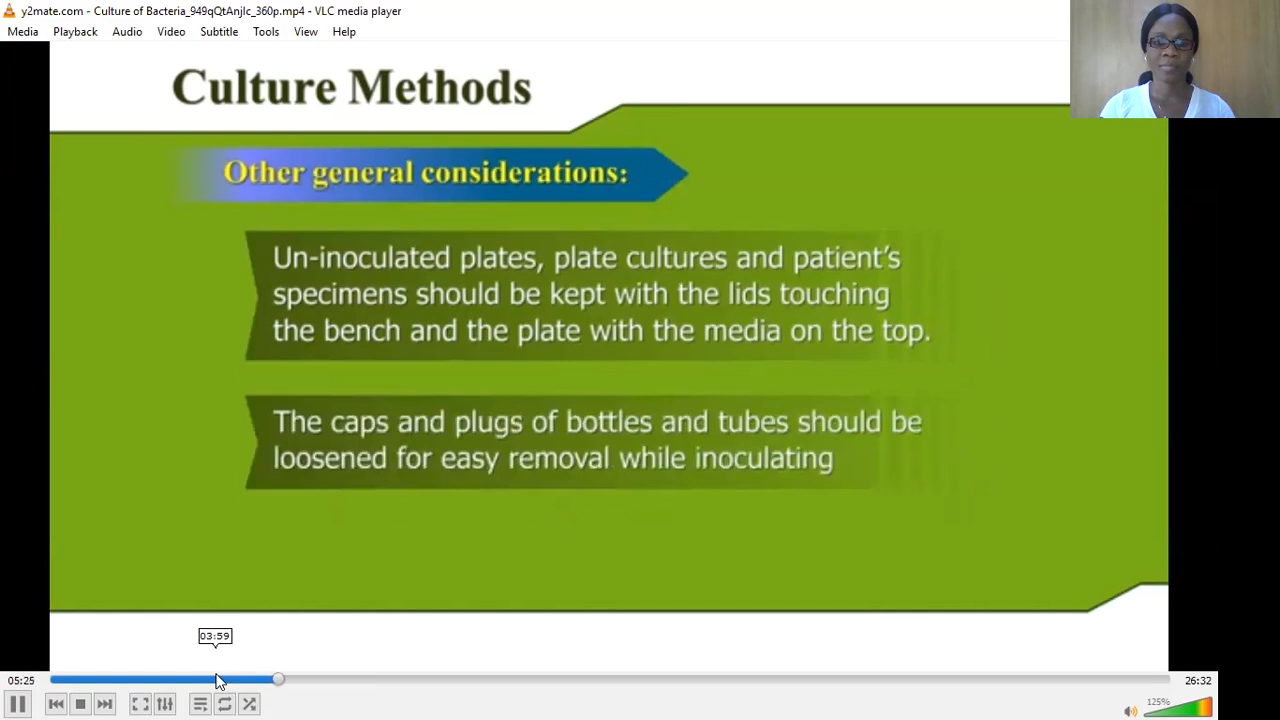 y2mate.com - Culture of Bacteria_949qQtAnjlc_360p.mp4 - VLC media player
Media Playback Audio Video Subtitle Tools View Help
Culture Methods
Other general considerations:
Un-inoculated plates, plate cultures and patient's
specimens should be kept with the lids touching
the bench and the plate with the media on the top.
The caps and plugs of bottles and tubes should be
loosened for easy removal while inoculating
03:59
05:25
26:32
125%